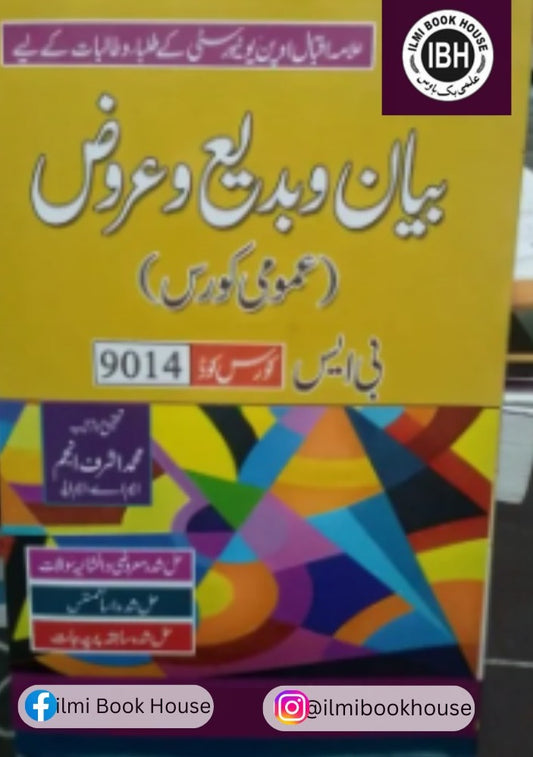 علامہ اقبال اوپن یونیورسٹی کے طلباء و طالبات کے لیے
ILMI BOOK HOUSE
IBH
علمی بک ہاؤس
بیان و بدیع و عروض
(عمومی کورس)
بی ایس کورس کوڈ 9014
محمد اشرف انجم
حل شدہ معروضی و انشائیہ سوالات
حل شدہ اسائنمنٹس
حل شدہ سابقہ پرچہ جات
ilmi Book House
@ilmibookhouse